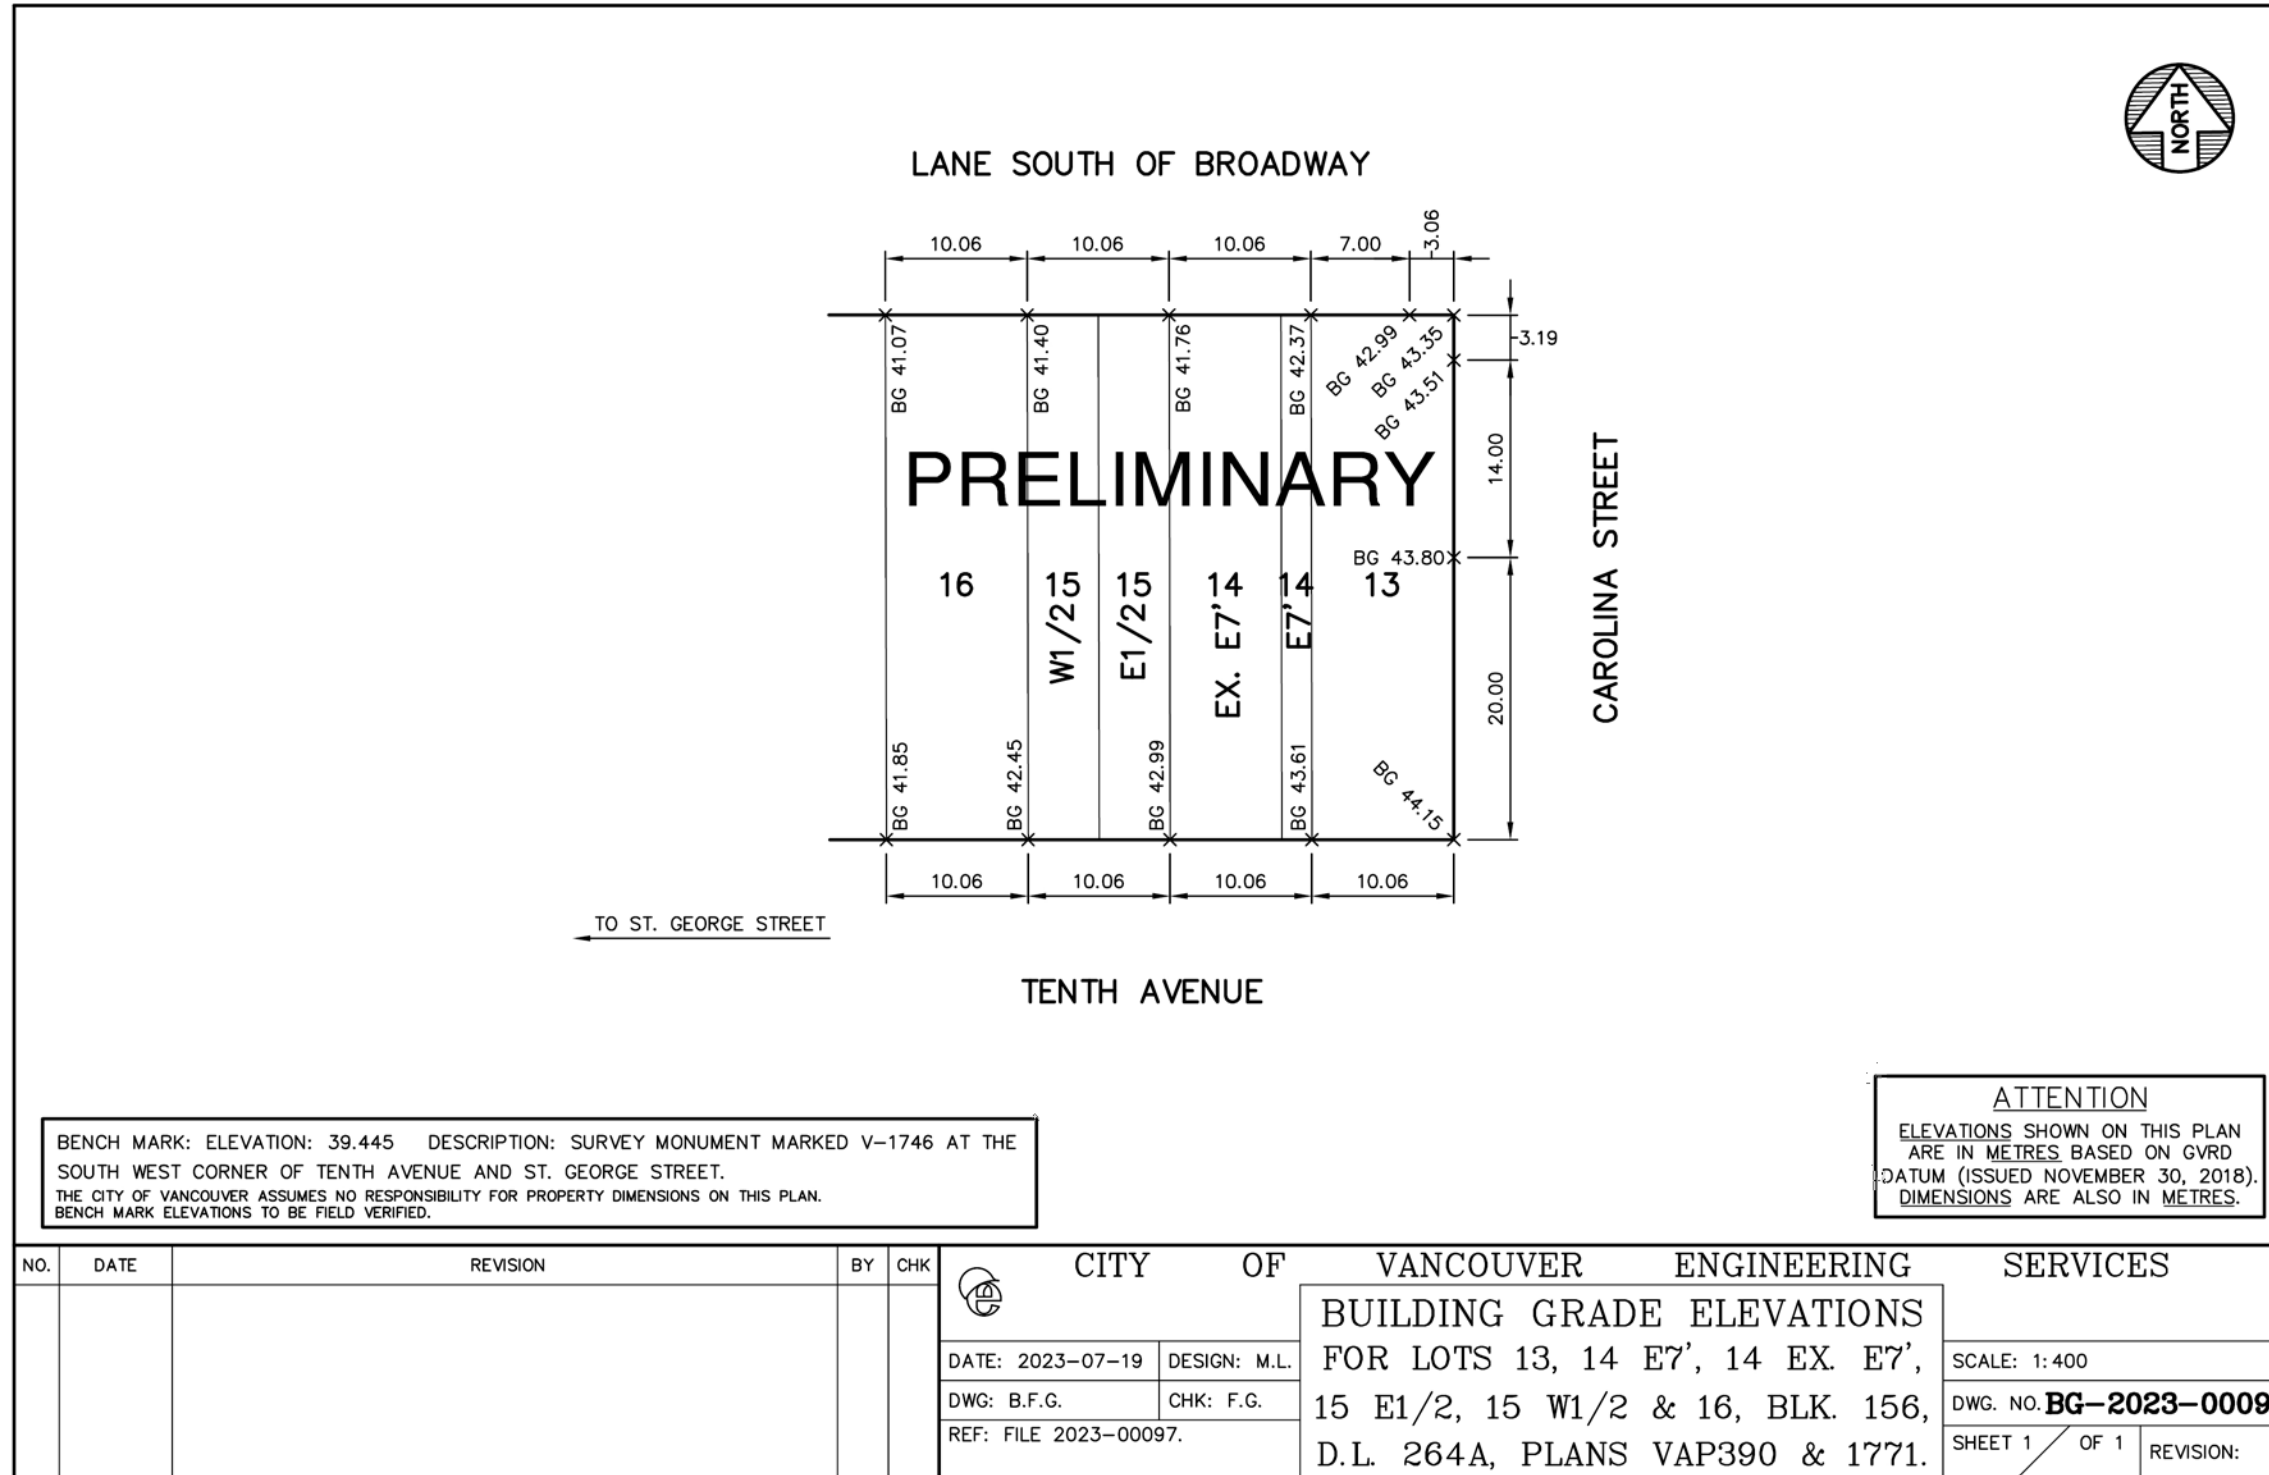 NORTH
LANE SOUTH OF BROADWAY
10.06 10.06 10.06 7.00 3.06
BG 41.07 BG 41.40 BG 41.76 BG 42.37 BG 42.99 BG 43.35
BG 43.51
3.19
14.00
PRELIMINARY
BG 43.80
16 15 15 14 14 13
W1/2 E1/2 EX. E7' E7'
CAROLINA STREET
20.00
BG 41.85 BG 42.45 BG 42.99 BG 43.61 BG 44.15
10.06 10.06 10.06 10.06
TO ST. GEORGE STREET
TENTH AVENUE
BENCH MARK: ELEVATION: 39.445 DESCRIPTION: SURVEY MONUMENT MARKED V-1746 AT THE
SOUTH WEST CORNER OF TENTH AVENUE AND ST. GEORGE STREET.
THE CITY OF VANCOUVER ASSUMES NO RESPONSIBILITY FOR PROPERTY DIMENSIONS ON THIS PLAN.
BENCH MARK ELEVATIONS TO BE FIELD VERIFIED.
ATTENTION
ELEVATIONS SHOWN ON THIS PLAN
ARE IN METRES BASED ON GVRD
DATUM (ISSUED NOVEMBER 30, 2018).
DIMENSIONS ARE ALSO IN METRES.
NO. DATE REVISION BY CHK
CITY OF VANCOUVER ENGINEERING SERVICES
BUILDING GRADE ELEVATIONS
FOR LOTS 13, 14 E7', 14 EX. E7',
15 E1/2, 15 W1/2 & 16, BLK. 156,
D.L. 264A, PLANS VAP390 & 1771.
DATE: 2023-07-19 DESIGN: M.L.
DWG: B.F.G. CHK: F.G.
REF: FILE 2023-00097.
SCALE: 1:400
DWG. NO. BG-2023-0009
SHEET 1 OF 1 REVISION: